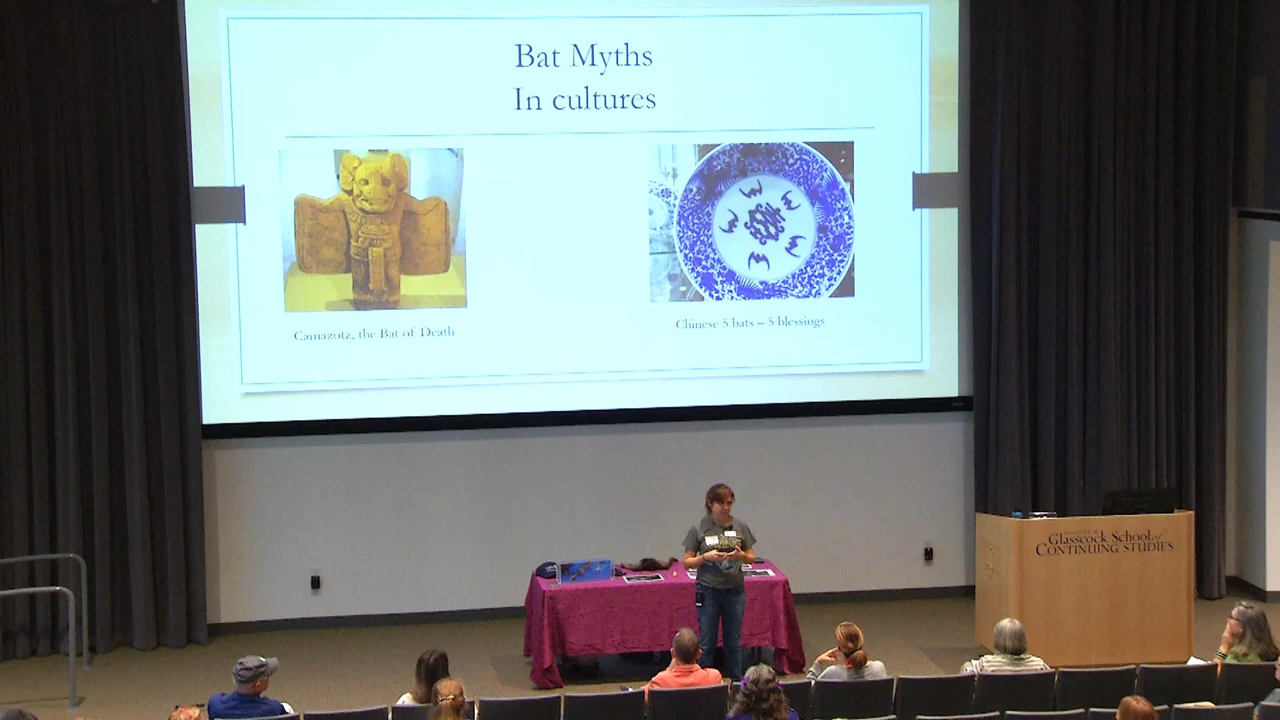 Bat Myths
In cultures
Camazotz, the Bat of Death
Chinese 5 bats – 5 blessings
Glasscock School of
CONTINUING STUDIES